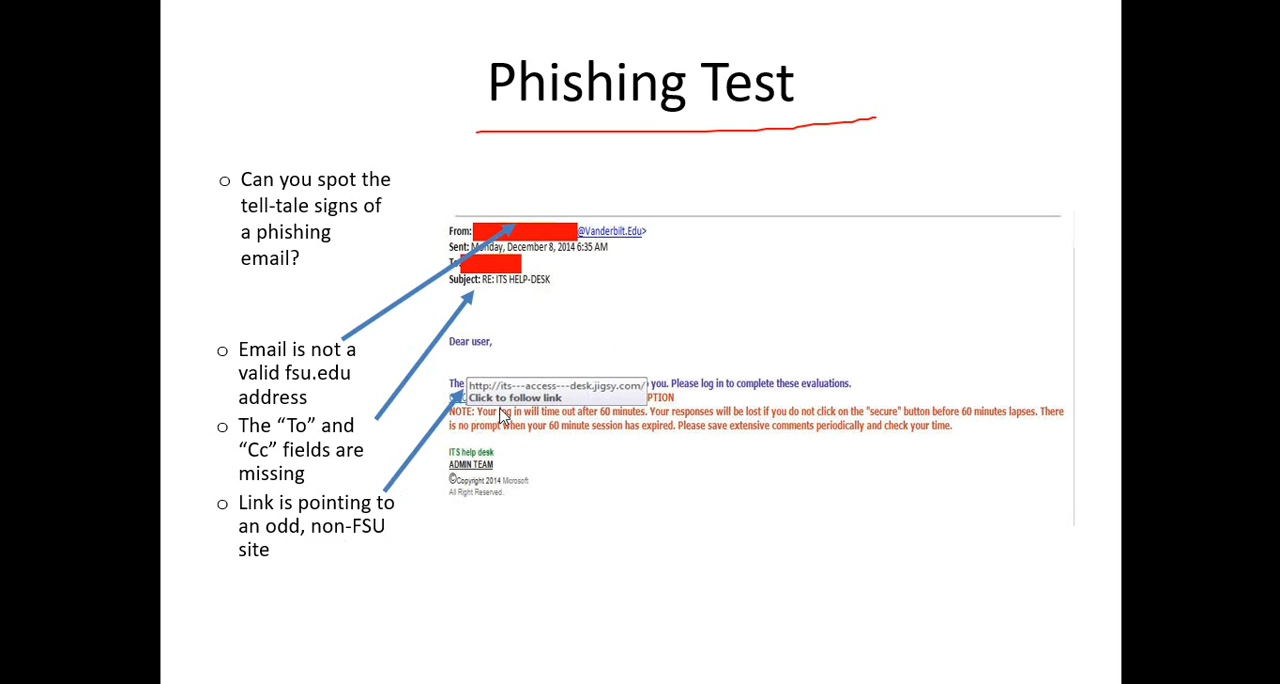 Phishing Test
o Can you spot the
tell-tale signs of
a phishing
email?
o Email is not a
valid fsu.edu
address
o The “To” and
“Cc” fields are
missing
o Link is pointing to
an odd, non-FSU
site
From: @Vanderbilt.Edu>
Sent: Monday, December 8, 2014 6:35 AM
Subject: RE: ITS HELP-DESK
Dear user,
The you. Please log in to complete these evaluations.
http://its---access---desk.jigsy.com/
Click to follow link
NOTE: Your log in will time out after 60 minutes. Your responses will be lost if you do not click on the "secure" button before 60 minutes lapses. There
is no prompt when your 60 minute session has expired. Please save extensive comments periodically and check your time.
ITS help desk
ADMIN TEAM
©Copyright 2014 Microsoft
All Right Reserved.